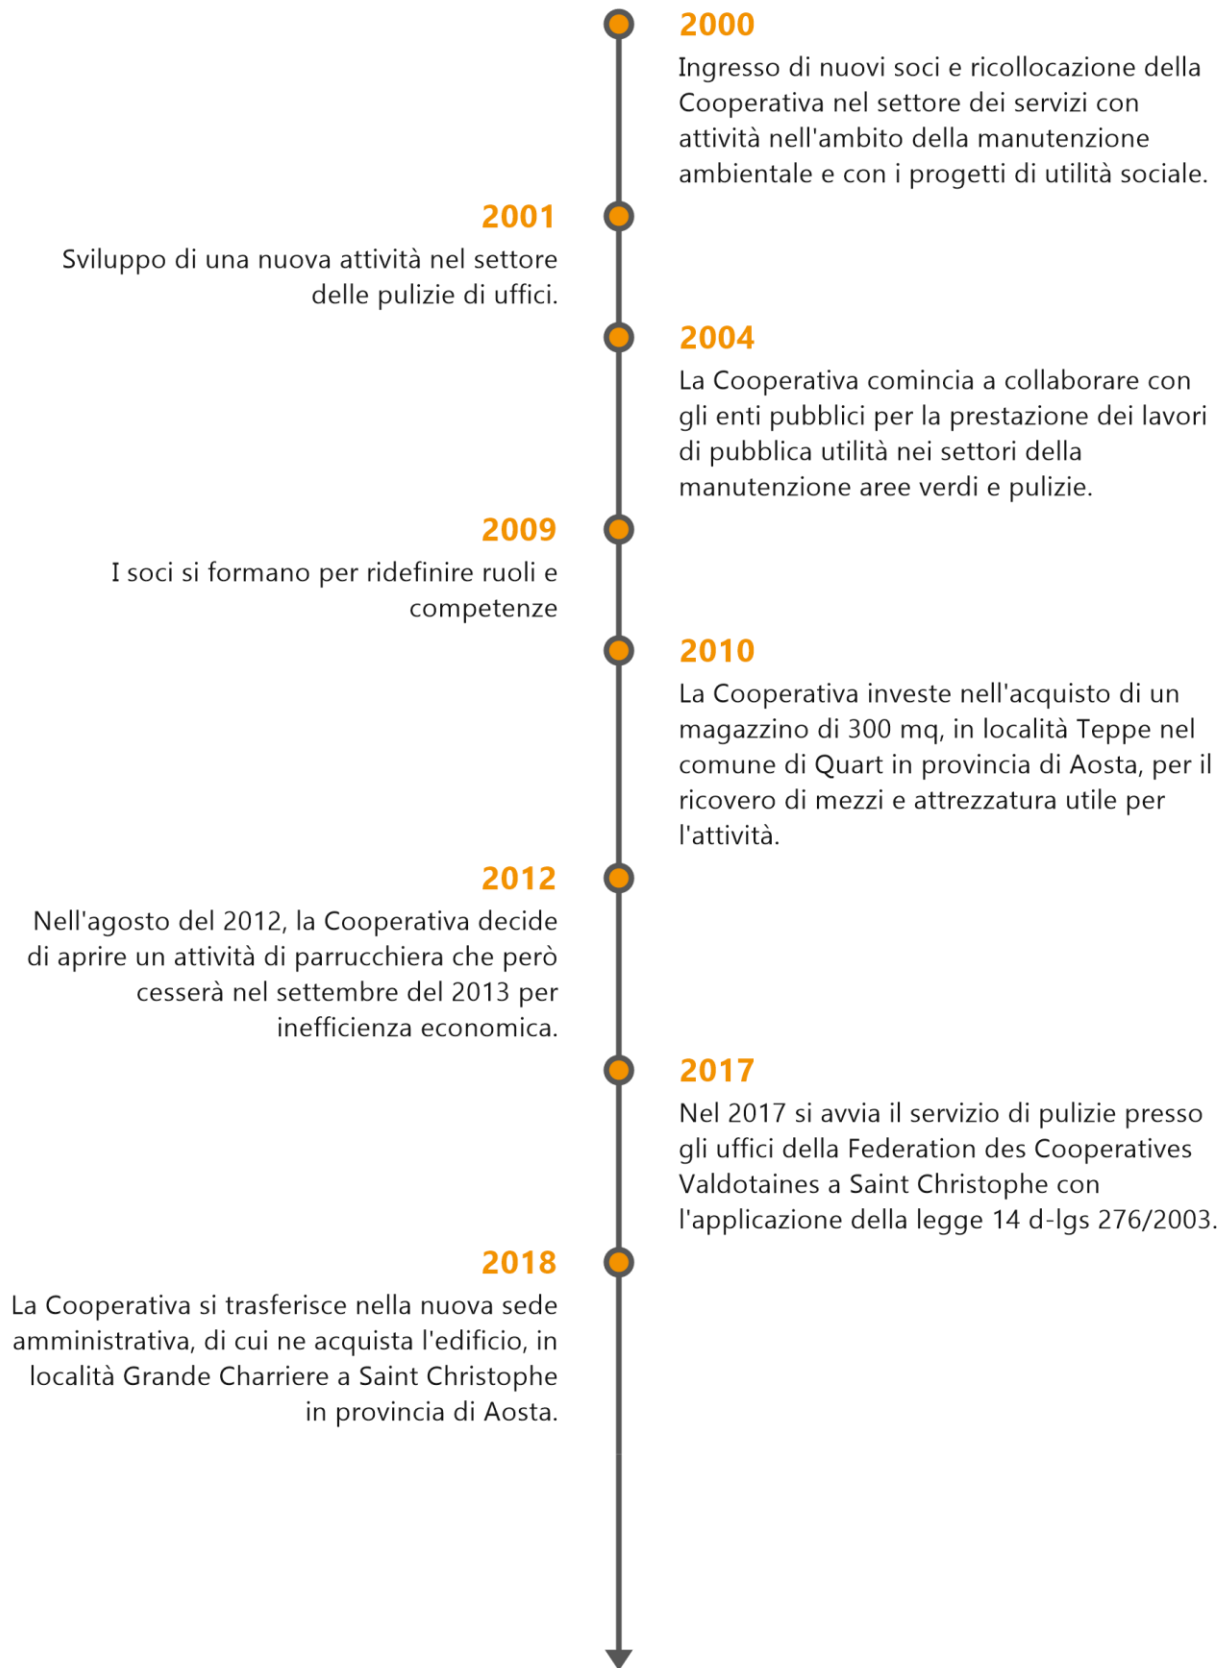 2000
Ingresso di nuovi soci e ricollocazione della
Cooperativa nel settore dei servizi con
attività nell'ambito della manutenzione
ambientale e con i progetti di utilità sociale.
2001
Sviluppo di una nuova attività nel settore
delle pulizie di uffici.
2004
La Cooperativa comincia a collaborare con
gli enti pubblici per la prestazione dei lavori
di pubblica utilità nei settori della
manutenzione aree verdi e pulizie.
2009
I soci si formano per ridefinire ruoli e
competenze
2010
La Cooperativa investe nell'acquisto di un
magazzino di 300 mq, in località Teppe nel
comune di Quart in provincia di Aosta, per il
ricovero di mezzi e attrezzatura utile per
l'attività.
2012
Nell'agosto del 2012, la Cooperativa decide
di aprire un attività di parrucchiera che però
cesserà nel settembre del 2013 per
inefficienza economica.
2017
Nel 2017 si avvia il servizio di pulizie presso
gli uffici della Federation des Cooperatives
Valdotaines a Saint Christophe con
l'applicazione della legge 14 d-lgs 276/2003.
2018
La Cooperativa si trasferisce nella nuova sede
amministrativa, di cui ne acquista l'edificio, in
località Grande Charriere a Saint Christophe
in provincia di Aosta.